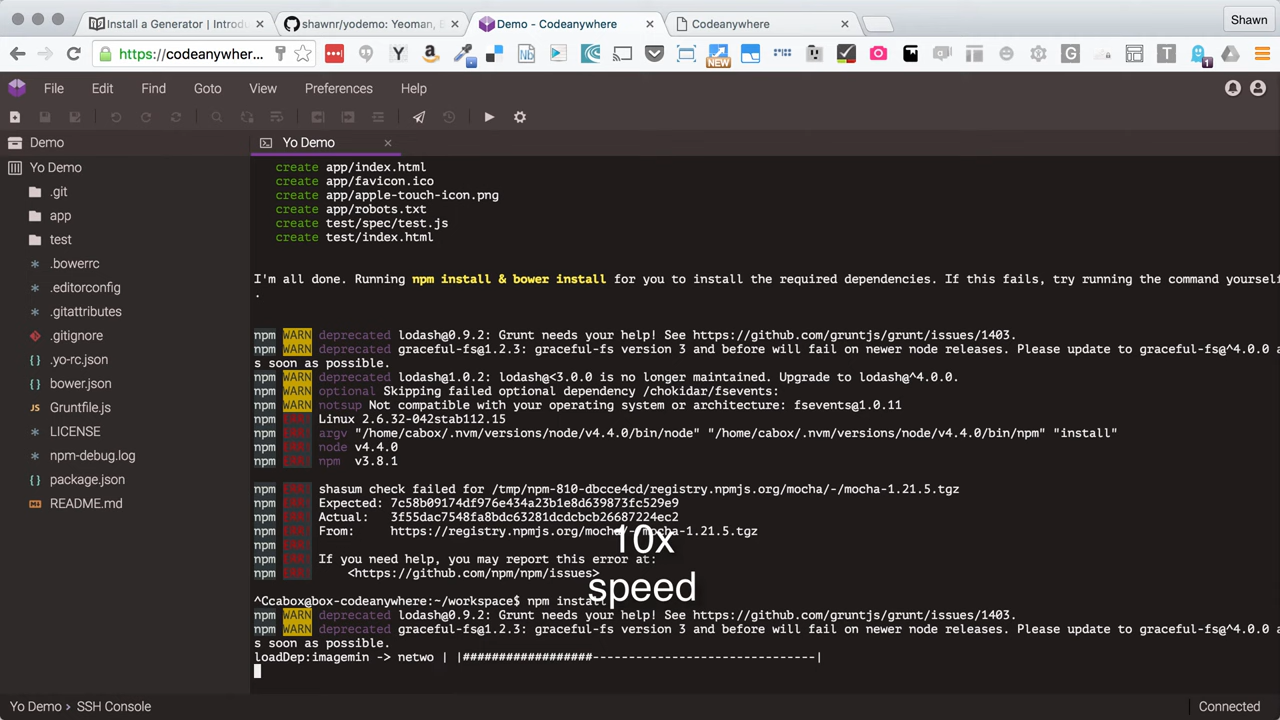 Install a Generator | Introdu
shawnr/yodemo: Yeoman, B
Demo - Codeanywhere
Codeanywhere
Shawn
https://codeanywhere...
NEW
1
File Edit Find Goto View Preferences Help
Demo
Yo Demo
.git
app
test
.bowerrc
.editorconfig
.gitattributes
.gitignore
.yo-rc.json
bower.json
Gruntfile.js
LICENSE
npm-debug.log
package.json
README.md
Yo Demo
create app/index.html
create app/favicon.ico
create app/apple-touch-icon.png
create app/robots.txt
create test/spec/test.js
create test/index.html
I'm all done. Running npm install & bower install for you to install the required dependencies. If this fails, try running the command yourself
.
npm WARN deprecated lodash@0.9.2: Grunt needs your help! See https://github.com/gruntjs/grunt/issues/1403.
npm WARN deprecated graceful-fs@1.2.3: graceful-fs version 3 and before will fail on newer node releases. Please update to graceful-fs@^4.0.0 a
s soon as possible.
npm WARN deprecated lodash@1.0.2: lodash@<3.0.0 is no longer maintained. Upgrade to lodash@^4.0.0.
npm WARN optional Skipping failed optional dependency /chokidar/fsevents:
npm WARN notsup Not compatible with your operating system or architecture: fsevents@1.0.11
npm ERR! Linux 2.6.32-042stab112.15
npm ERR! argv "/home/cabox/.nvm/versions/node/v4.4.0/bin/node" "/home/cabox/.nvm/versions/node/v4.4.0/bin/npm" "install"
npm ERR! node v4.4.0
npm ERR! npm  v3.8.1
npm ERR! shasum check failed for /tmp/npm-810-dbcce4cd/registry.npmjs.org/mocha/-/mocha-1.21.5.tgz
npm ERR! Expected: 7c58b09174df976e434a23b1e8d639873fc529e9
npm ERR! Actual:   3f55dac7548fa8bdc63281dcdcbcb26687224ec2
npm ERR! From:     https://registry.npmjs.org/mocha/-/mocha-1.21.5.tgz
npm ERR!
npm ERR! If you need help, you may report this error at:
npm ERR!     <https://github.com/npm/npm/issues>
^Ccabox@box-codeanywhere:~/workspace$ npm install
npm WARN deprecated lodash@0.9.2: Grunt needs your help! See https://github.com/gruntjs/grunt/issues/1403.
npm WARN deprecated graceful-fs@1.2.3: graceful-fs version 3 and before will fail on newer node releases. Please update to graceful-fs@^4.0.0 a
s soon as possible.
loadDep:imagemin -> netwo | |##################-------------------------------|
10x
speed
Yo Demo > SSH Console
Connected